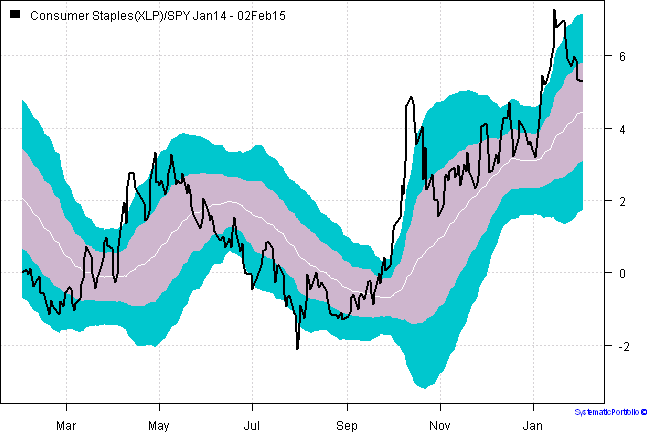 Consumer Staples(XLP)/SPY Jan14 - 02Feb15
6
4
2
0
-2
Mar May Jul Sep Nov Jan
SystematicPortfolio ©